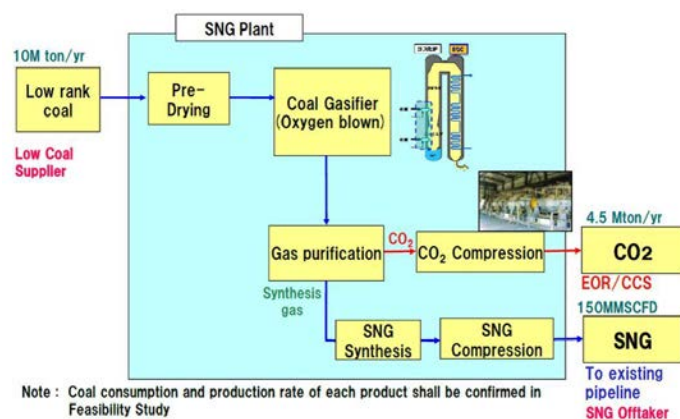 SNG Plant
10M ton/yr
Low rank
coal
Low Coal
Supplier
Pre-
Drying
Coal Gasifier
(Oxygen blown)
Gas purification
CO₂
CO₂ Compression
4.5 Mton/yr
CO2
EOR/CCS
Synthesis
gas
SNG
Synthesis
SNG
Compression
150MMSCFD
SNG
To existing
pipeline
SNG Offtaker
Note : Coal consumption and production rate of each product shall be confirmed in
Feasibility Study